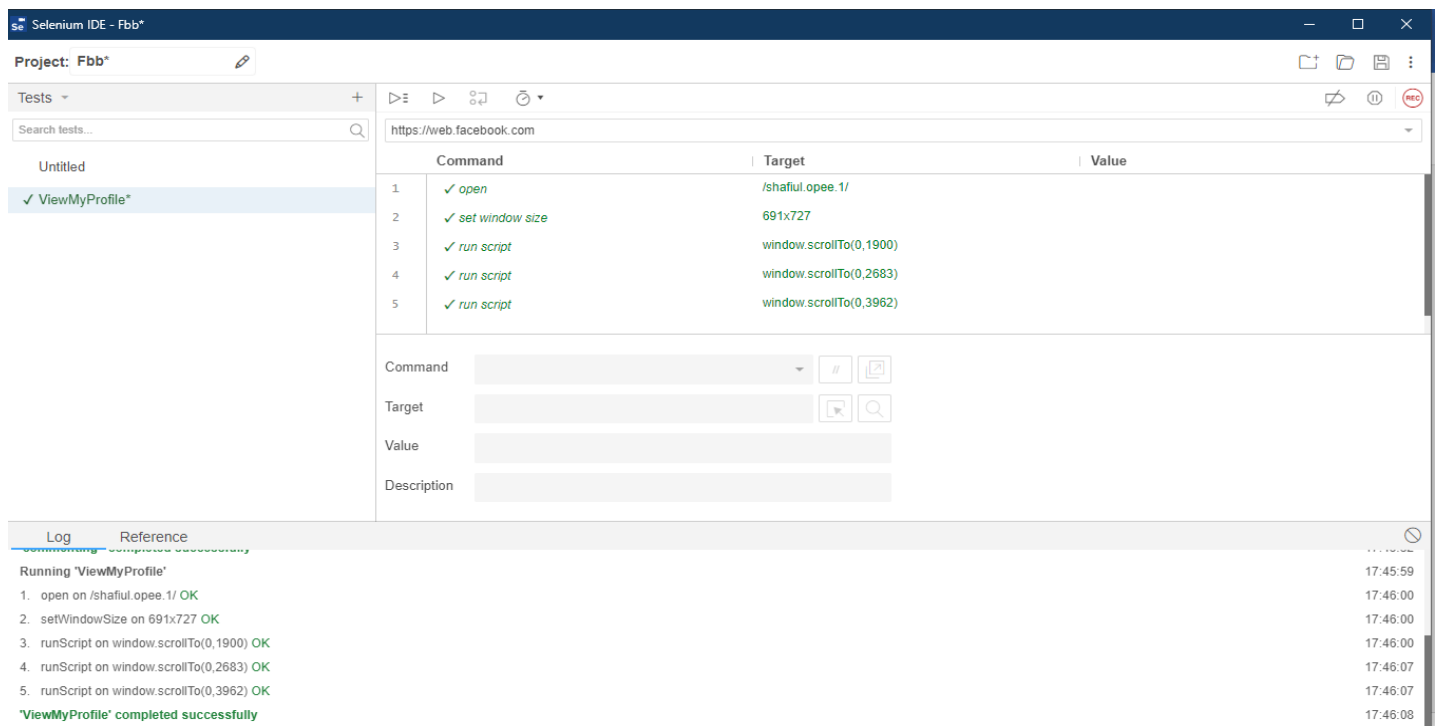 Se Selenium IDE - Fbb*
Project: Fbb*
Tests
Search tests...
Untitled
✓ ViewMyProfile*
REC
https://web.facebook.com
Command Target Value
1 ✓ open /shafiul.opee.1/
2 ✓ set window size 691x727
3 ✓ run script window.scrollTo(0,1900)
4 ✓ run script window.scrollTo(0,2683)
5 ✓ run script window.scrollTo(0,3962)
Command //
Target
Value
Description
Log Reference
Running 'ViewMyProfile' 17:45:59
1. open on /shafiul.opee.1/ OK 17:46:00
2. setWindowSize on 691x727 OK 17:46:00
3. runScript on window.scrollTo(0,1900) OK 17:46:00
4. runScript on window.scrollTo(0,2683) OK 17:46:07
5. runScript on window.scrollTo(0,3962) OK 17:46:07
'ViewMyProfile' completed successfully 17:46:08